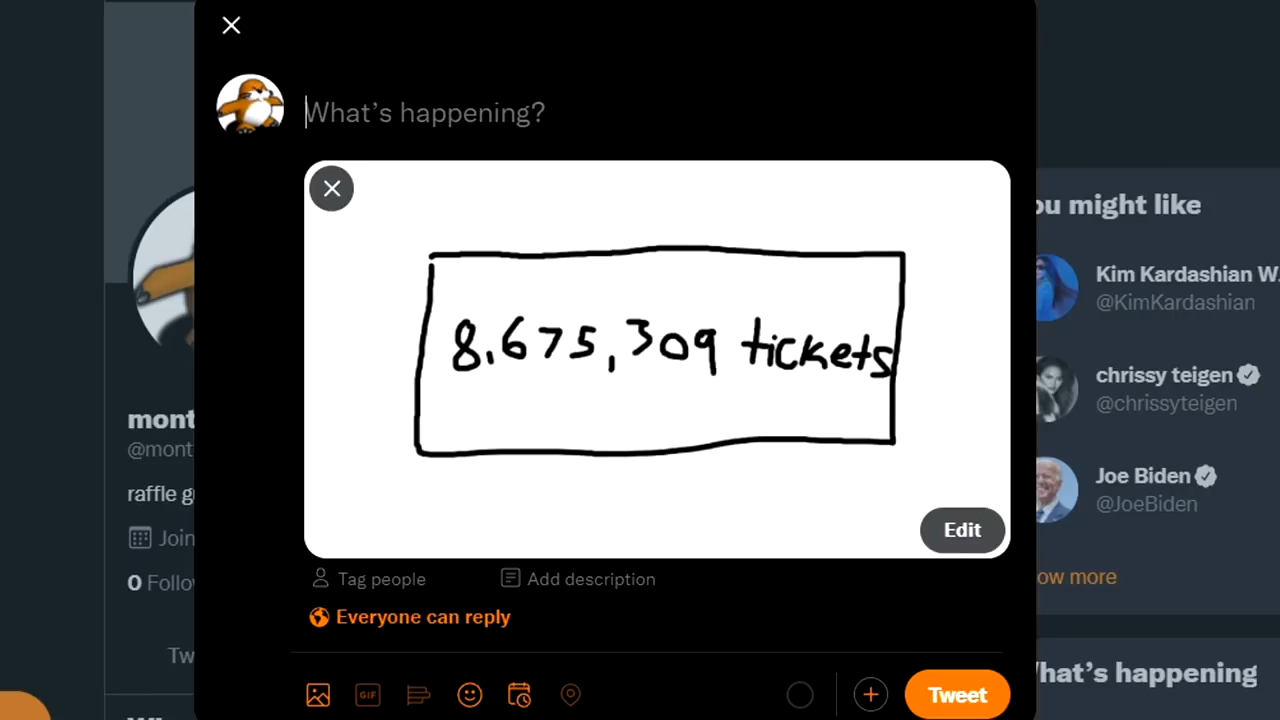 What's happening?
8,675,309 tickets
Edit
Tag people
Add description
Everyone can reply
GIF
Tweet
mont
@mont
raffle g
Join
0 Follo
Tw
ou might like
Kim Kardashian W.
@KimKardashian
chrissy teigen
@chrissyteigen
Joe Biden
@JoeBiden
ow more
hat's happening